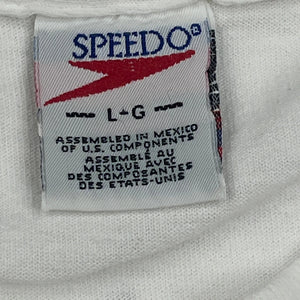 SPEEDO®
L-G
ASSEMBLED IN MEXICO
OF U.S. COMPONENTS
ASSEMBLÉ AU
MEXIQUE AVEC
DES COMPOSANTES
DES ETATS-UNIS